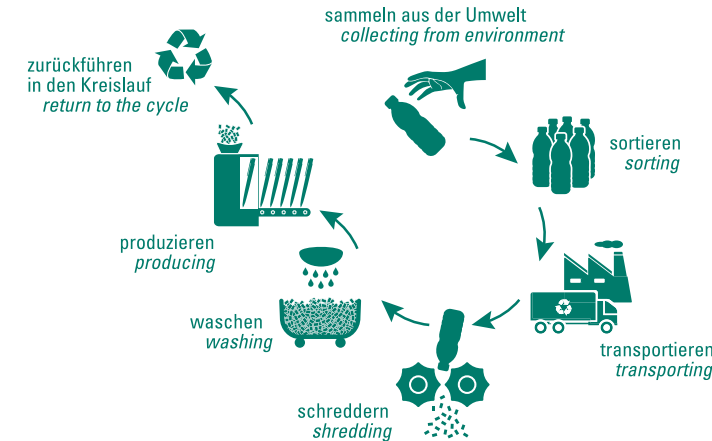 sammeln aus der Umwelt
collecting from environment
sortieren
sorting
transportieren
transporting
schreddern
shredding
waschen
washing
produzieren
producing
zurückführen
in den Kreislauf
return to the cycle